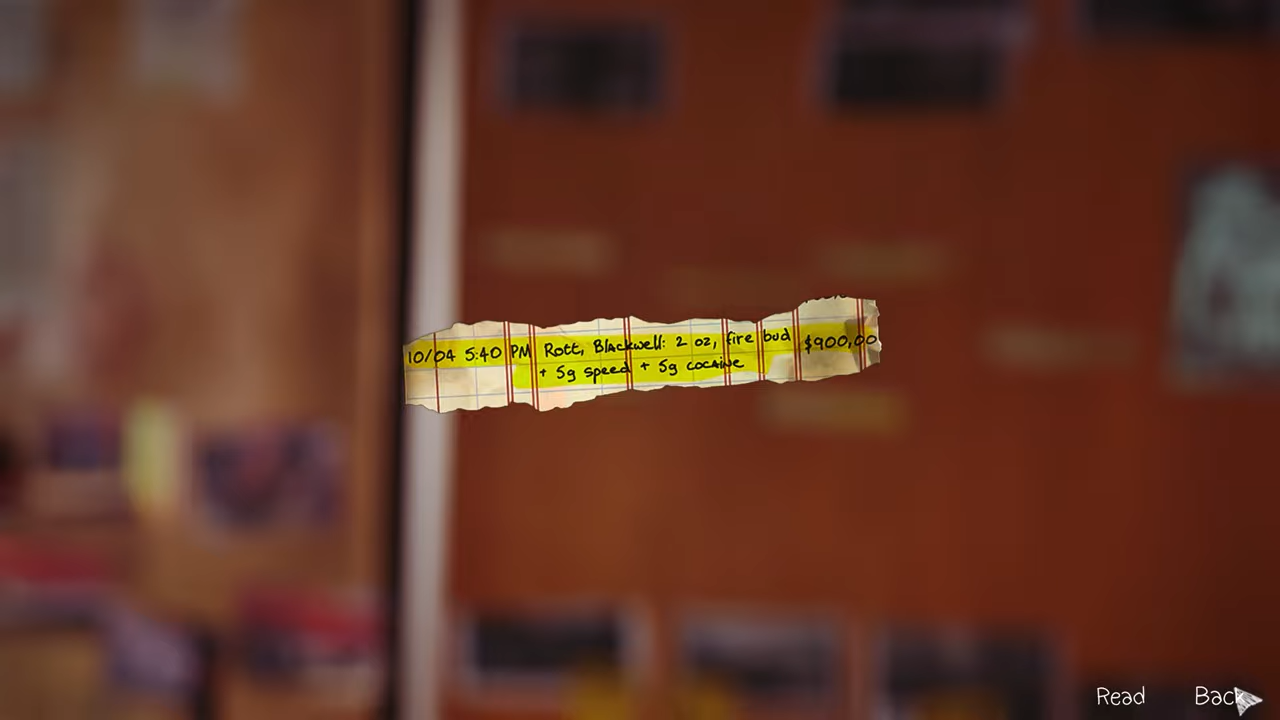 10/04 5:40 PM Rott, Blackwell: 2 oz, fire bud $900,00
+ 5g speed + 5g cocaine
Read Back